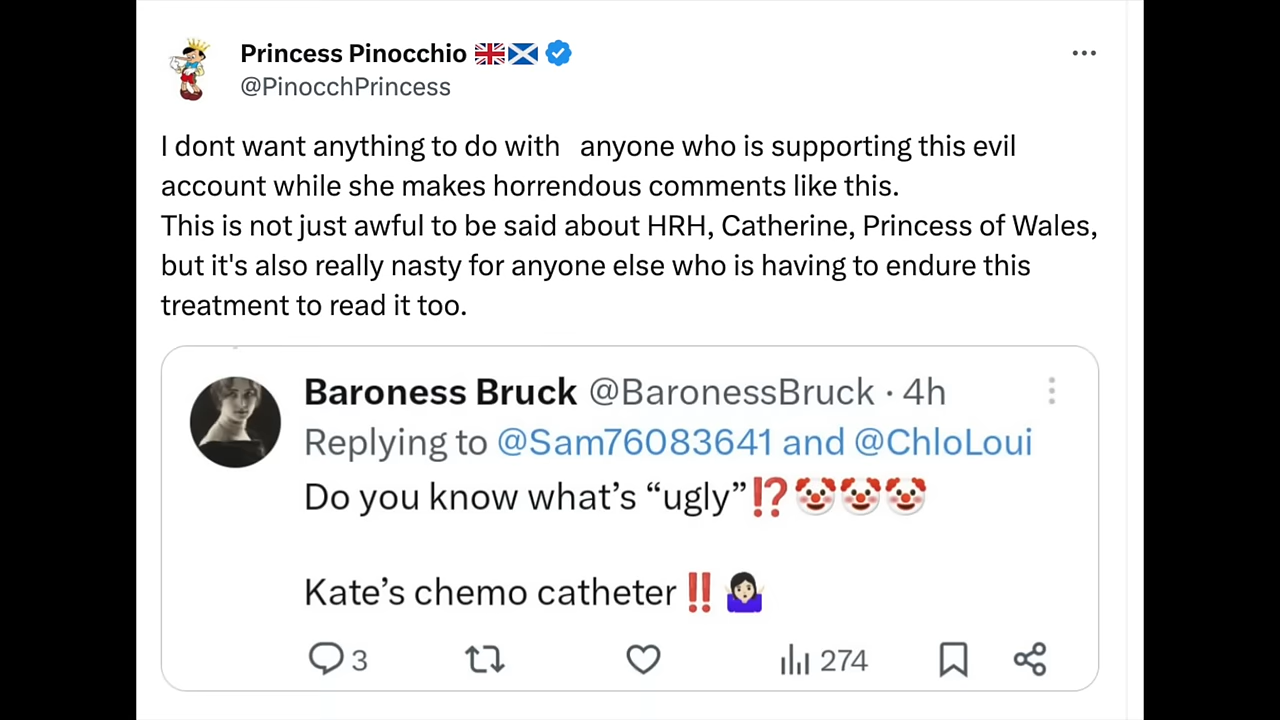 Princess Pinocchio 🇬🇧🏴󠁧󠁢󠁳󠁣󠁴󠁿
@PinocchPrincess
I dont want anything to do with   anyone who is supporting this evil
account while she makes horrendous comments like this.
This is not just awful to be said about HRH, Catherine, Princess of Wales,
but it's also really nasty for anyone else who is having to endure this
treatment to read it too.
Baroness Bruck @BaronessBruck · 4h
Replying to @Sam76083641 and @ChloLoui
Do you know what’s “ugly”⁉️🤡🤡🤡
Kate’s chemo catheter‼️🤷🏻‍♀️
3 274